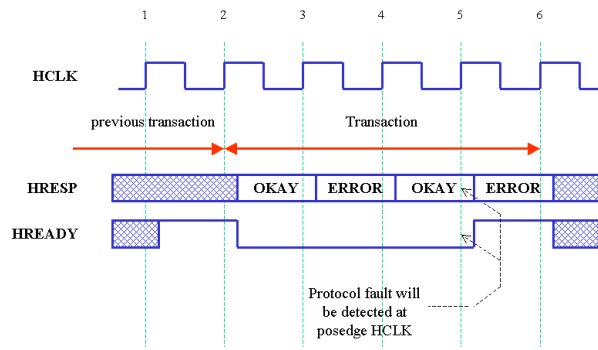 1 2 3 4 5 6
HCLK
previous transaction Transaction
HRESP OKAY ERROR OKAY ERROR
HREADY
Protocol fault will
be detected at
posedge HCLK